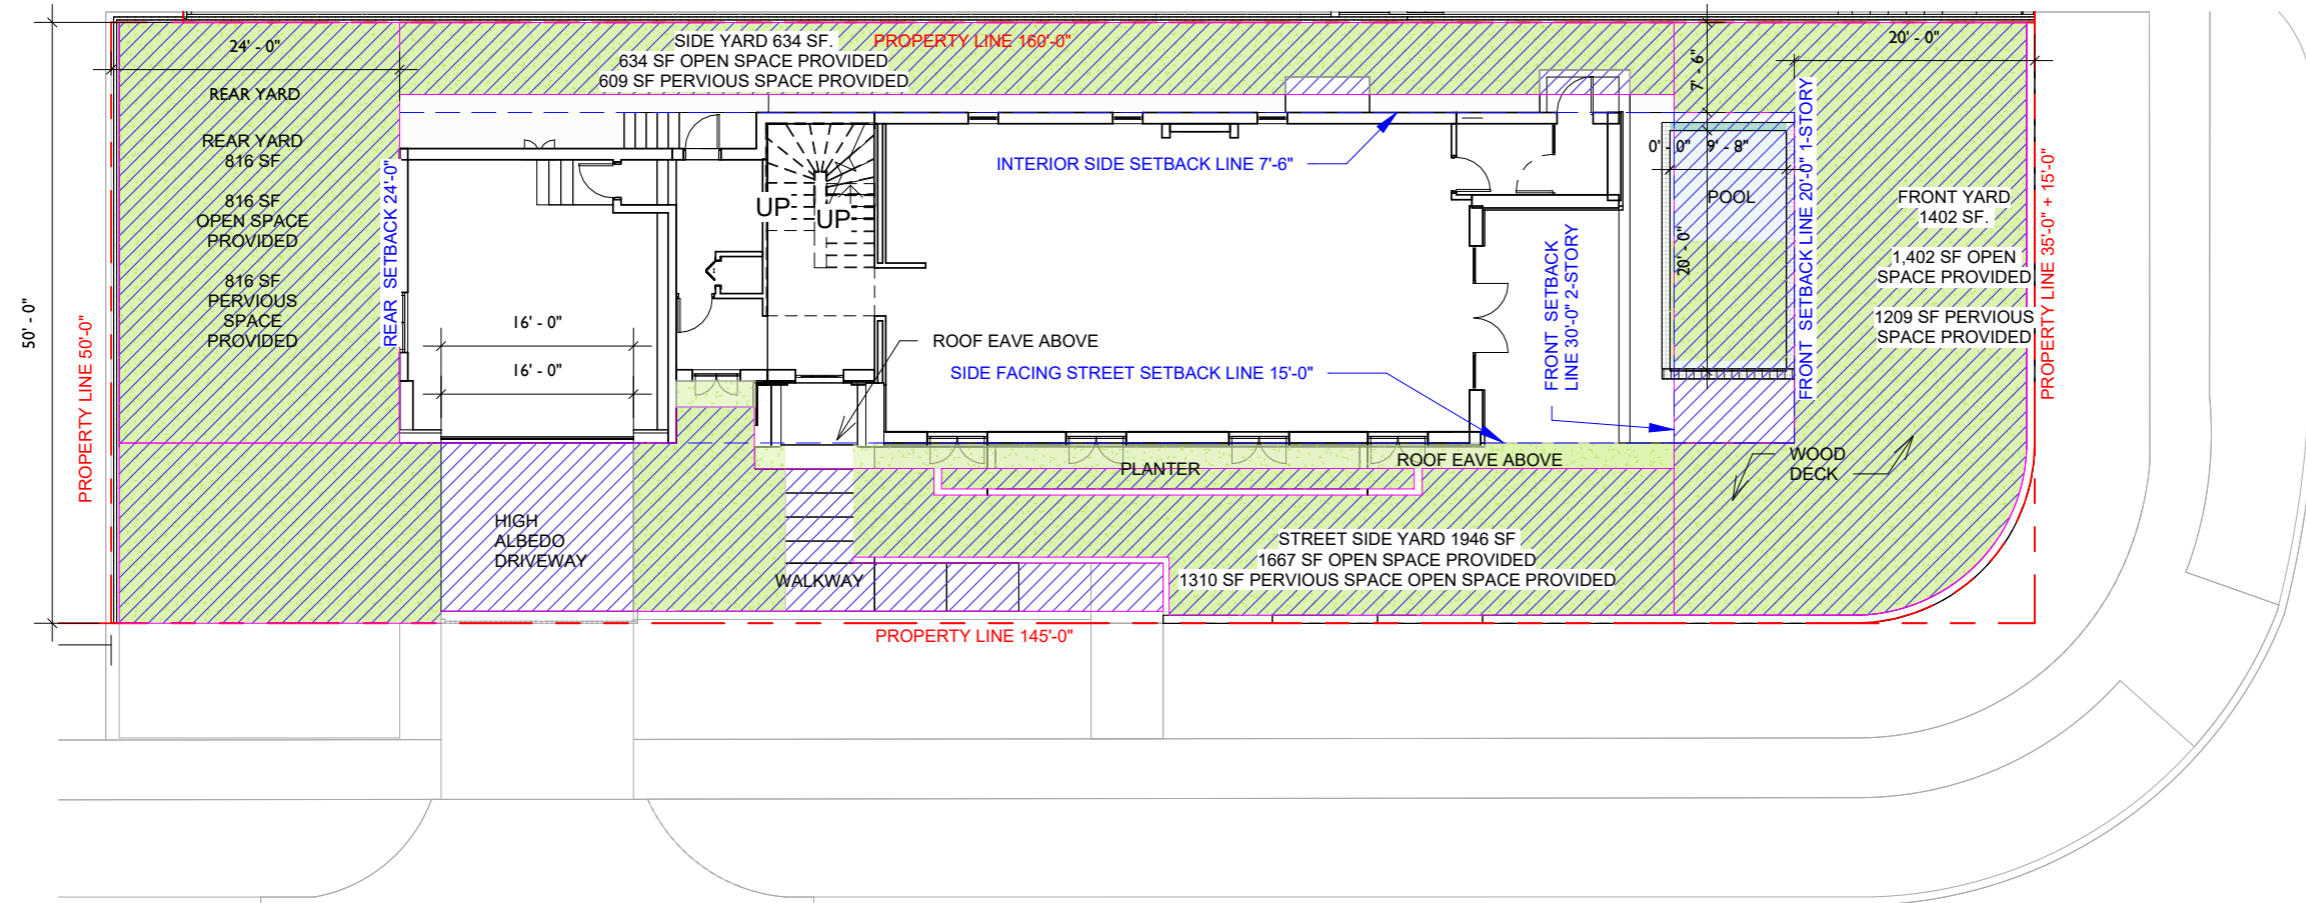 24' - 0"
SIDE YARD 634 SF.
634 SF OPEN SPACE PROVIDED
609 SF PERVIOUS SPACE PROVIDED
PROPERTY LINE 160'-0"
7' - 6"
20' - 0"
REAR YARD
REAR YARD
816 SF
816 SF
OPEN SPACE
PROVIDED
816 SF
PERVIOUS
SPACE
PROVIDED
REAR SETBACK 24'-0"
50' - 0"
PROPERTY LINE 50'-0"
16' - 0"
16' - 0"
UP
UP
INTERIOR SIDE SETBACK LINE 7'-6"
ROOF EAVE ABOVE
SIDE FACING STREET SETBACK LINE 15'-0"
FRONT SETBACK
LINE 30'-0" 2-STORY
0' - 0"
9' - 8"
POOL
20' - 0"
FRONT SETBACK LINE 20'-0" 1-STORY
FRONT YARD
1402 SF.
1,402 SF OPEN
SPACE PROVIDED
1209 SF PERVIOUS
SPACE PROVIDED
PROPERTY LINE 35'-0" + 15'-0"
PLANTER
ROOF EAVE ABOVE
WOOD
DECK
HIGH
ALBEDO
DRIVEWAY
WALKWAY
STREET SIDE YARD 1946 SF
1667 SF OPEN SPACE PROVIDED
1310 SF PERVIOUS SPACE OPEN SPACE PROVIDED
PROPERTY LINE 145'-0"